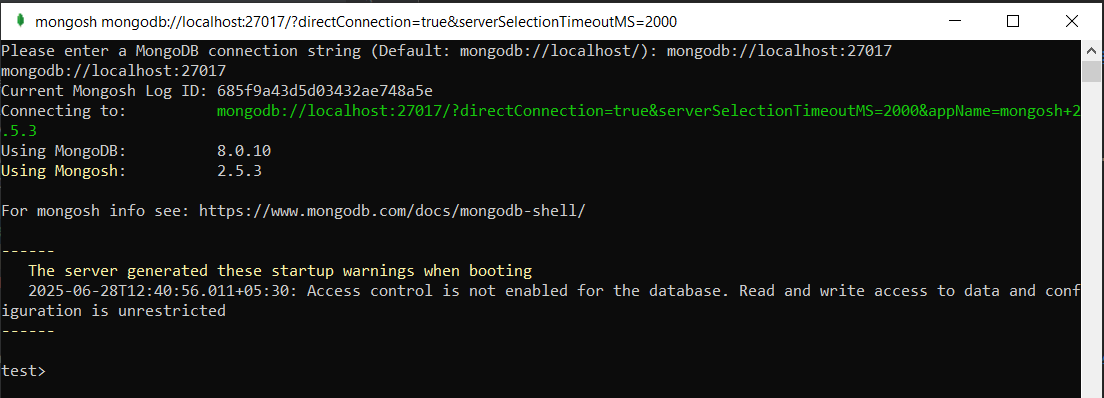 mongosh mongodb://localhost:27017/?directConnection=true&serverSelectionTimeoutMS=2000
Please enter a MongoDB connection string (Default: mongodb://localhost/): mongodb://localhost:27017
mongodb://localhost:27017
Current Mongosh Log ID: 685f9a43d5d03432ae748a5e
Connecting to:          mongodb://localhost:27017/?directConnection=true&serverSelectionTimeoutMS=2000&appName=mongosh+2
.5.3
Using MongoDB:          8.0.10
Using Mongosh:          2.5.3

For mongosh info see: https://www.mongodb.com/docs/mongodb-shell/

------
   The server generated these startup warnings when booting
   2025-06-28T12:40:56.011+05:30: Access control is not enabled for the database. Read and write access to data and conf
iguration is unrestricted
------

test>